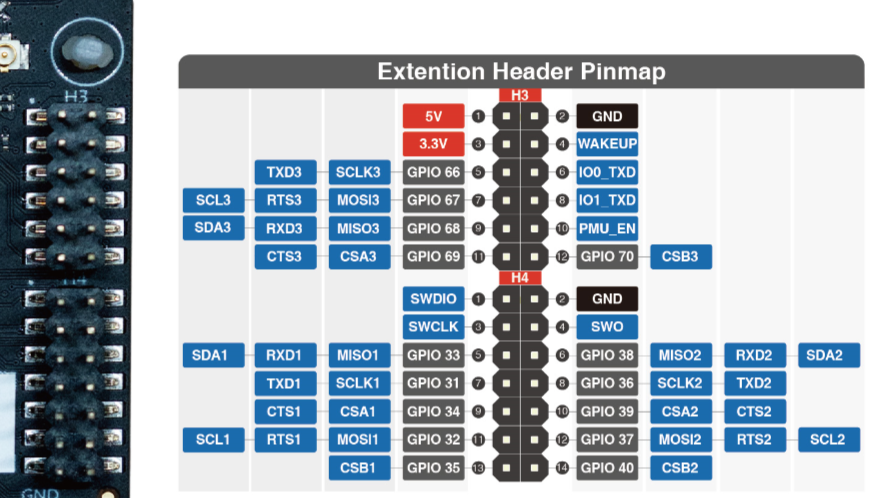 Extention Header Pinmap
H3
H3
5V 1 2 GND
3.3V 3 4 WAKEUP
TXD3 SCLK3 GPIO 66 5 6 IO0_TXD
SCL3 RTS3 MOSI3 GPIO 67 7 8 IO1_TXD
SDA3 RXD3 MISO3 GPIO 68 9 10 PMU_EN
CTS3 CSA3 GPIO 69 11 12 GPIO 70 CSB3
H4
H4
SWDIO 1 2 GND
SWCLK 3 4 SWO
SDA1 RXD1 MISO1 GPIO 33 5 6 GPIO 38 MISO2 RXD2 SDA2
TXD1 SCLK1 GPIO 31 7 8 GPIO 36 SCLK2 TXD2
CTS1 CSA1 GPIO 34 9 10 GPIO 39 CSA2 CTS2
SCL1 RTS1 MOSI1 GPIO 32 11 12 GPIO 37 MOSI2 RTS2 SCL2
CSB1 GPIO 35 13 14 GPIO 40 CSB2
GND